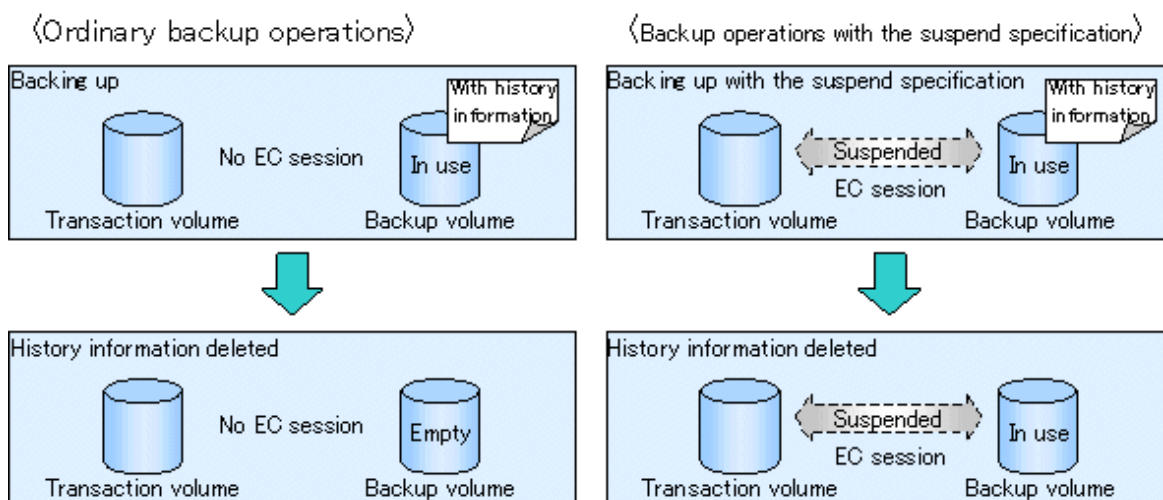 〈Ordinary backup operations〉
〈Backup operations with the suspend specification〉
Backing up
With history
information
No EC session
In use
Transaction volume
Backup volume
Backing up with the suspend specification
With history
information
Suspended
EC session
In use
Transaction volume
Backup volume
History information deleted
No EC session
Empty
Transaction volume
Backup volume
History information deleted
Suspended
EC session
In use
Transaction volume
Backup volume